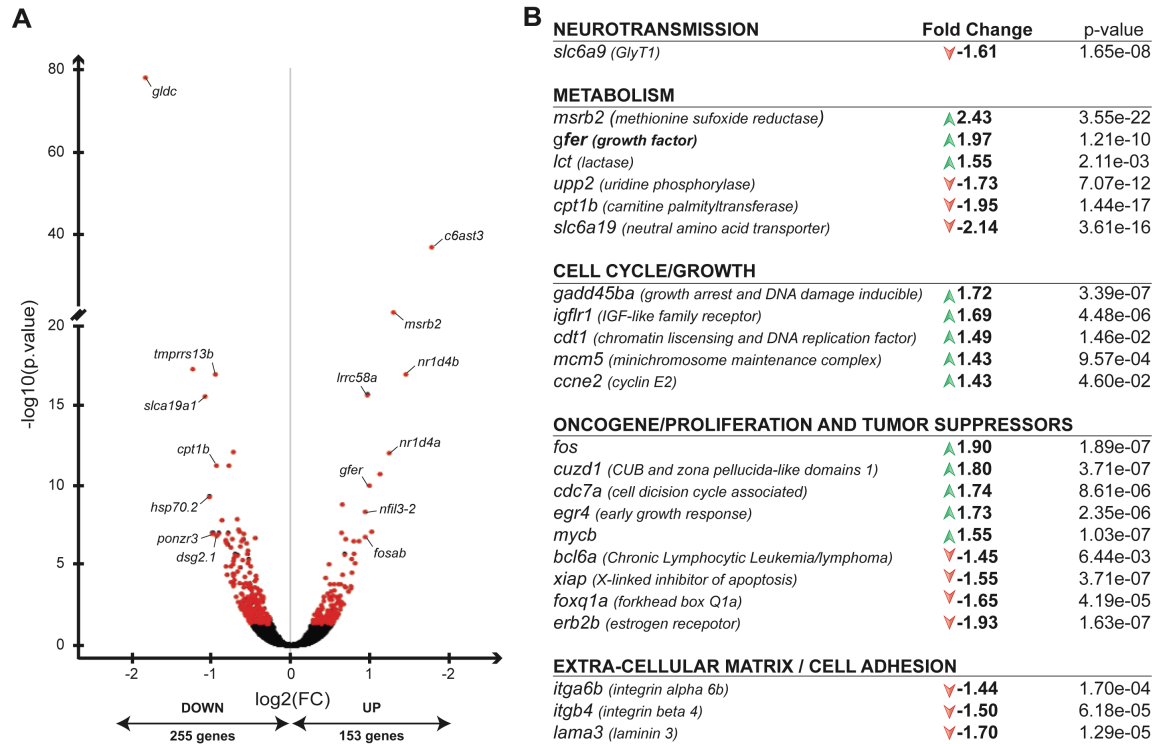 A
80
60
40
20
15
10
5
0
-log10(p.value)
gldc
c6ast3
msrb2
tmprrs13b
nr1d4b
lrrc58a
slca19a1
nr1d4a
cpt1b
gfer
hsp70.2
nfil3-2
ponzr3
fosab
dsg2.1
-2 -1 0 1 -2
log2(FC)
DOWN UP
255 genes 153 genes
B
NEUROTRANSMISSION Fold Change p-value
slc6a9 (GlyT1) -1.61 1.65e-08
METABOLISM
msrb2 (methionine sufoxide reductase) 2.43 3.55e-22
gfer (growth factor) 1.97 1.21e-10
lct (lactase) 1.55 2.11e-03
upp2 (uridine phosphorylase) -1.73 7.07e-12
cpt1b (carnitine palmityltransferase) -1.95 1.44e-17
slc6a19 (neutral amino acid transporter) -2.14 3.61e-16
CELL CYCLE/GROWTH
gadd45ba (growth arrest and DNA damage inducible) 1.72 3.39e-07
igflr1 (IGF-like family receptor) 1.69 4.48e-06
cdt1 (chromatin liscensing and DNA replication factor) 1.49 1.46e-02
mcm5 (minichromosome maintenance complex) 1.43 9.57e-04
ccne2 (cyclin E2) 1.43 4.60e-02
ONCOGENE/PROLIFERATION AND TUMOR SUPPRESSORS
fos 1.90 1.89e-07
cuzd1 (CUB and zona pellucida-like domains 1) 1.80 3.71e-07
cdc7a (cell dicision cycle associated) 1.74 8.61e-06
egr4 (early growth response) 1.73 2.35e-06
mycb 1.55 1.03e-07
bcl6a (Chronic Lymphocytic Leukemia/lymphoma) -1.45 6.44e-03
xiap (X-linked inhibitor of apoptosis) -1.55 3.71e-07
foxq1a (forkhead box Q1a) -1.65 4.19e-05
erb2b (estrogen recepotor) -1.93 1.63e-07
EXTRA-CELLULAR MATRIX / CELL ADHESION
itga6b (integrin alpha 6b) -1.44 1.70e-04
itgb4 (integrin beta 4) -1.50 6.18e-05
lama3 (laminin 3) -1.70 1.29e-05